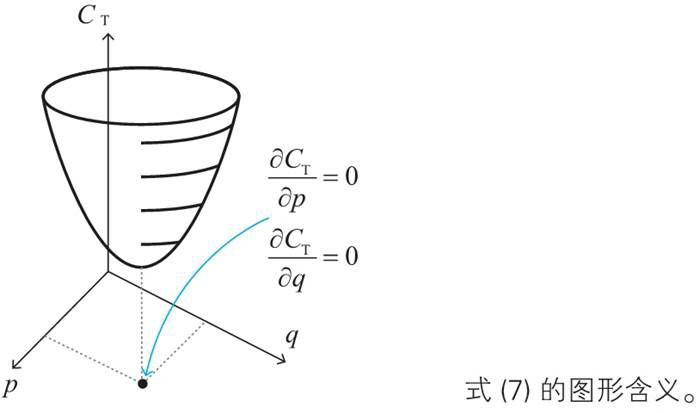 C_T
∂C_T/∂p = 0
∂C_T/∂q = 0
q
p
式 (7) 的图形含义。